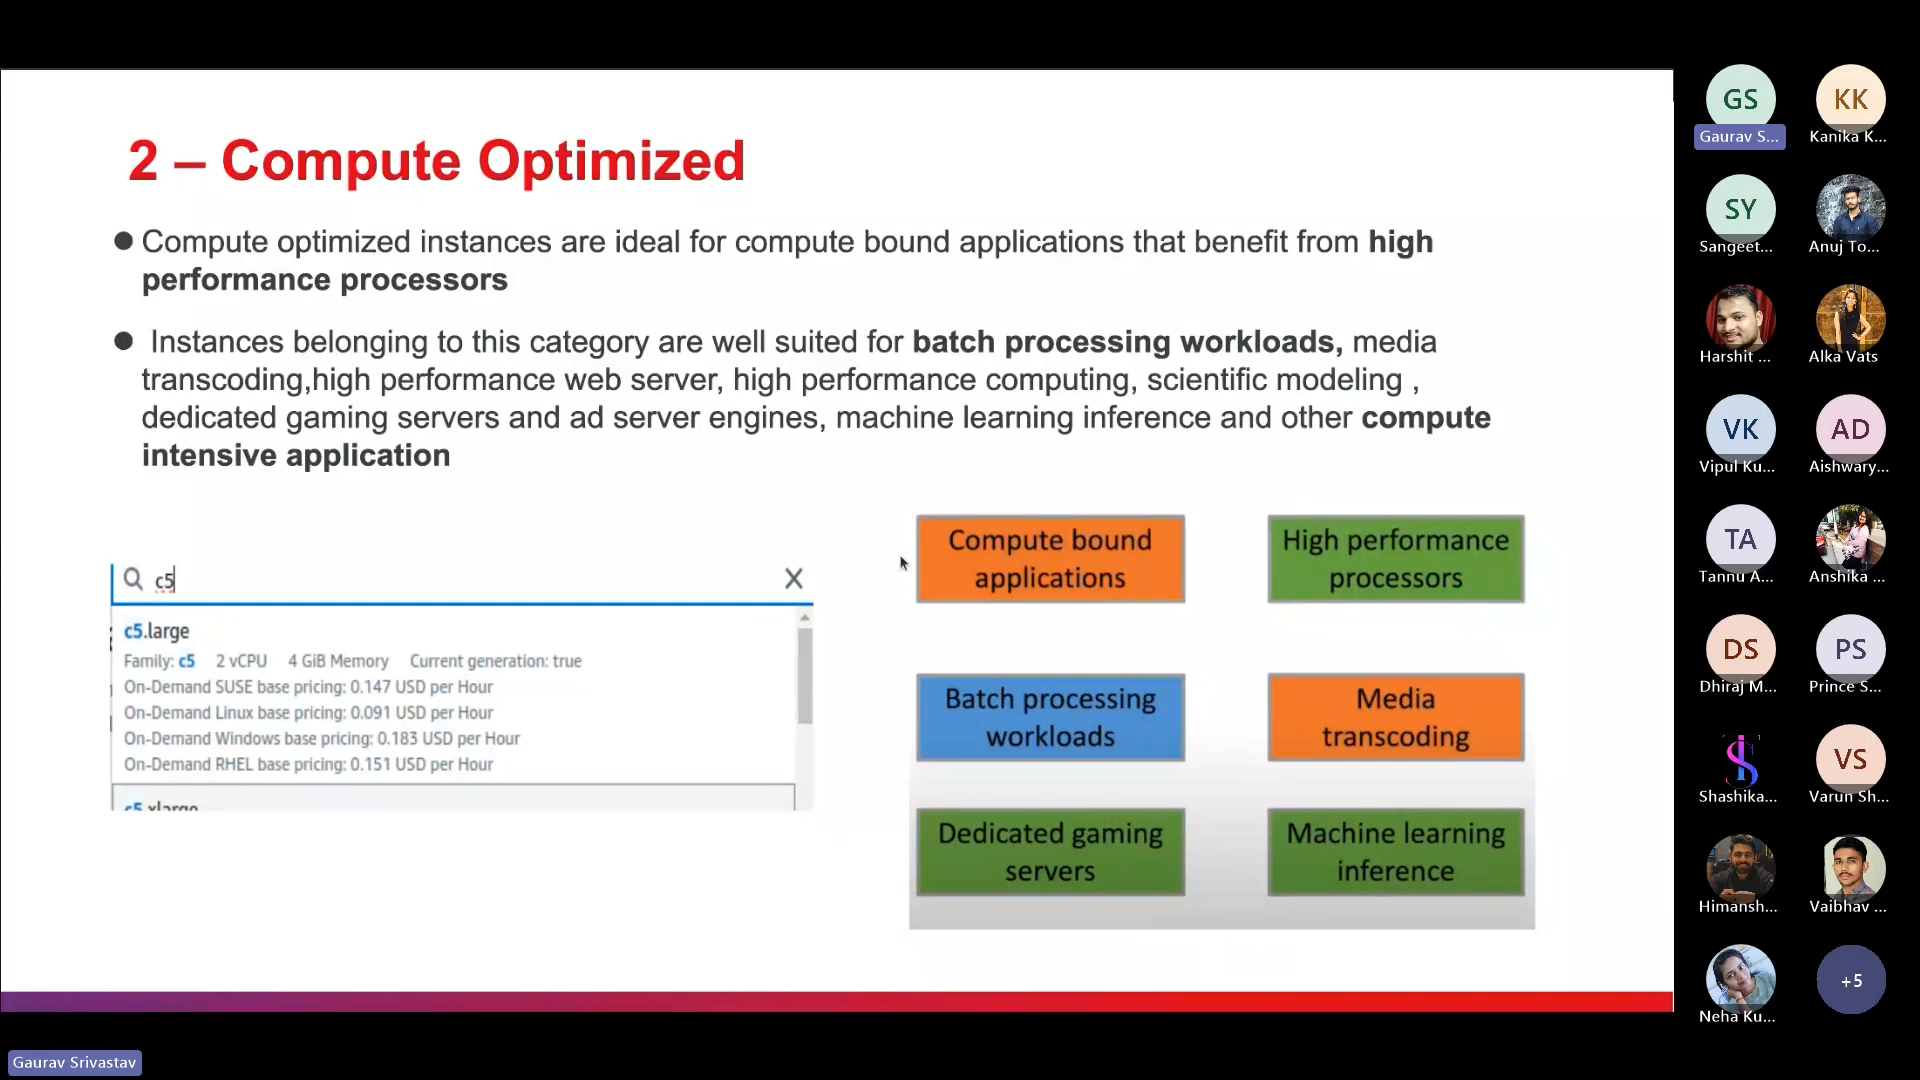 2 – Compute Optimized
● Compute optimized instances are ideal for compute bound applications that benefit from high
performance processors
● Instances belonging to this category are well suited for batch processing workloads, media
transcoding,high performance web server, high performance computing, scientific modeling ,
dedicated gaming servers and ad server engines, machine learning inference and other compute
intensive application
c5
c5.large
Family: c5 2 vCPU 4 GiB Memory Current generation: true
On-Demand SUSE base pricing: 0.147 USD per Hour
On-Demand Linux base pricing: 0.091 USD per Hour
On-Demand Windows base pricing: 0.183 USD per Hour
On-Demand RHEL base pricing: 0.151 USD per Hour
c5.xlarge
Compute bound
applications
High performance
processors
Batch processing
workloads
Media
transcoding
Dedicated gaming
servers
Machine learning
inference
GS
Gaurav S...
KK
Kanika K...
SY
Sangeet...
Anuj To...
Harshit ...
Alka Vats
VK
Vipul Ku...
AD
Aishwary...
TA
Tannu A...
Anshika ...
DS
Dhiraj M...
PS
Prince S...
Shashika...
VS
Varun Sh...
Himansh...
Vaibhav ...
Neha Ku...
+5
Gaurav Srivastav